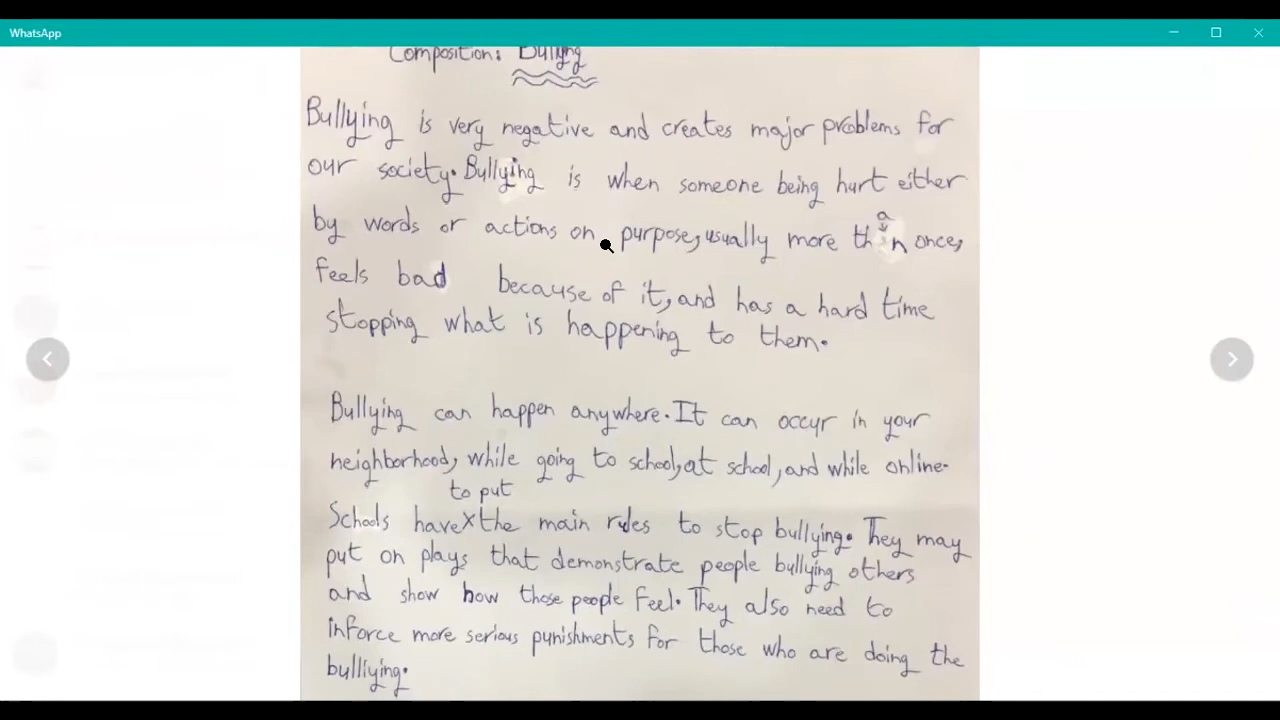 WhatsApp
Composition: Bullying
Bullying is very negative and creates major problems for
our society. Bullying is when someone being hurt either
by words or actions on purpose, usually more than once,
feels bad because of it, and has a hard time
stopping what is happening to them.
Bullying can happen anywhere. It can occur in your
neighborhood, while going to school, at school, and while online.
to put
Schools have x the main rules to stop bullying. They may
put on plays that demonstrate people bullying others
and show how those people feel. They also need to
inforce more serious punishments for those who are doing the
bulliying.